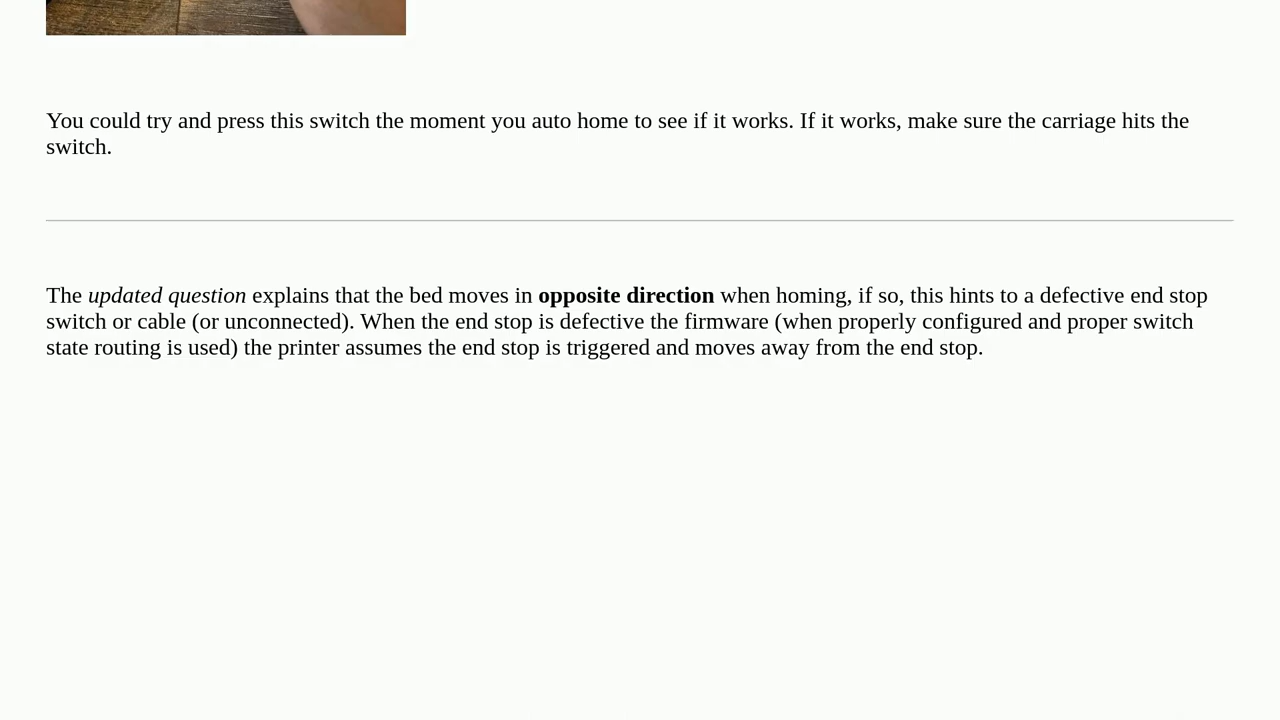 You could try and press this switch the moment you auto home to see if it works. If it works, make sure the carriage hits the
switch.
The updated question explains that the bed moves in opposite direction when homing, if so, this hints to a defective end stop
switch or cable (or unconnected). When the end stop is defective the firmware (when properly configured and proper switch
state routing is used) the printer assumes the end stop is triggered and moves away from the end stop.